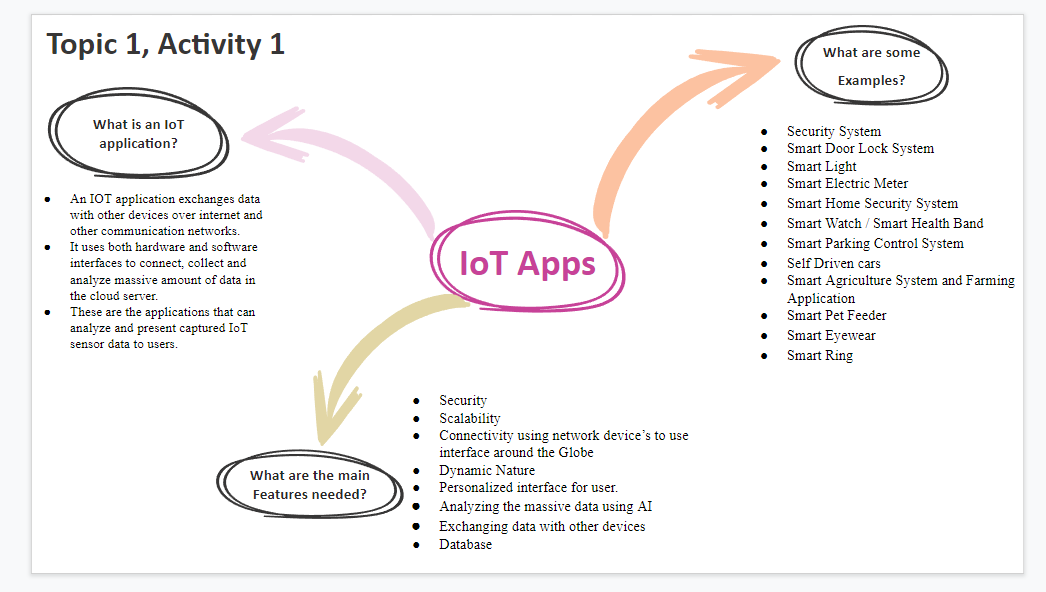 Topic 1, Activity 1
What is an IoT
application?
● An IOT application exchanges data
with other devices over internet and
other communication networks.
● It uses both hardware and software
interfaces to connect, collect and
analyze massive amount of data in
the cloud server.
● These are the applications that can
analyze and present captured IoT
sensor data to users.
IoT Apps
What are some
Examples?
● Security System
● Smart Door Lock System
● Smart Light
● Smart Electric Meter
● Smart Home Security System
● Smart Watch / Smart Health Band
● Smart Parking Control System
● Self Driven cars
● Smart Agriculture System and Farming
Application
● Smart Pet Feeder
● Smart Eyewear
● Smart Ring
What are the main
Features needed?
● Security
● Scalability
● Connectivity using network device’s to use
interface around the Globe
● Dynamic Nature
● Personalized interface for user.
● Analyzing the massive data using AI
● Exchanging data with other devices
● Database